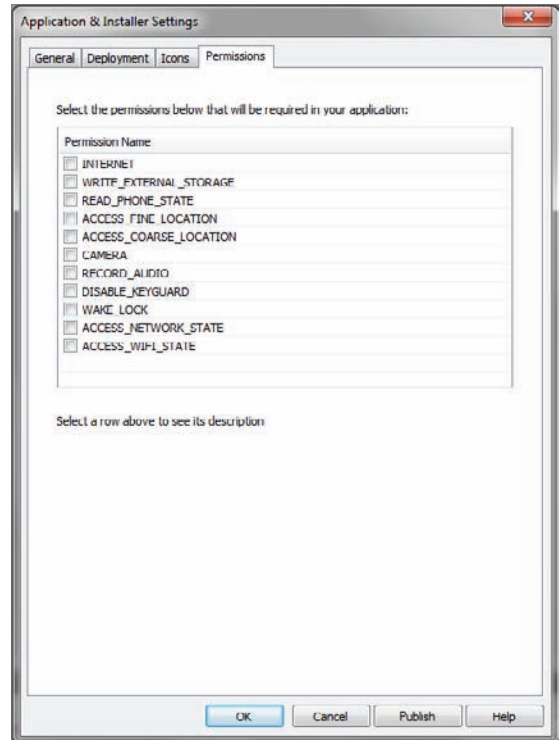 Application & Installer Settings
General Deployment Icons Permissions
Select the permissions below that will be required in your application:
Permission Name
INTERNET
WRITE_EXTERNAL_STORAGE
READ_PHONE_STATE
ACCESS_FINE_LOCATION
ACCESS_COARSE_LOCATION
CAMERA
RECORD_AUDIO
DISABLE_KEYGUARD
WAKE_LOCK
ACCESS_NETWORK_STATE
ACCESS_WIFI_STATE
Select a row above to see its description
OK Cancel Publish Help